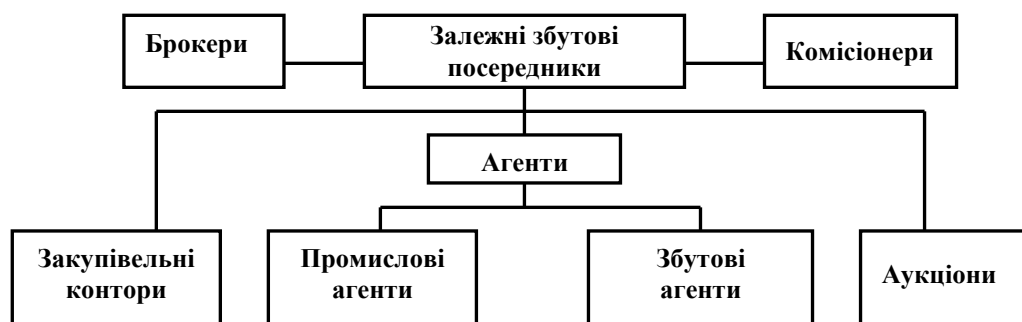 Брокери
Залежні збутові
посередники
Комісіонери
Агенти
Закупівельні
контори
Промислові
агенти
Збутові
агенти
Аукціони